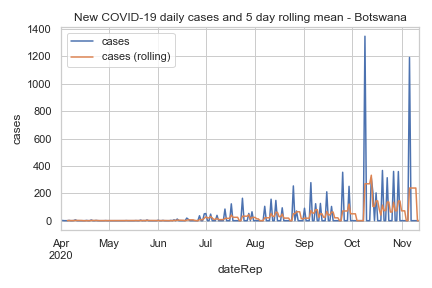 New COVID-19 daily cases and 5 day rolling mean - Botswana
cases
cases (rolling)
1400
1200
1000
800
600
400
200
0
cases
Apr May Jun Jul Aug Sep Oct Nov
2020
dateRep